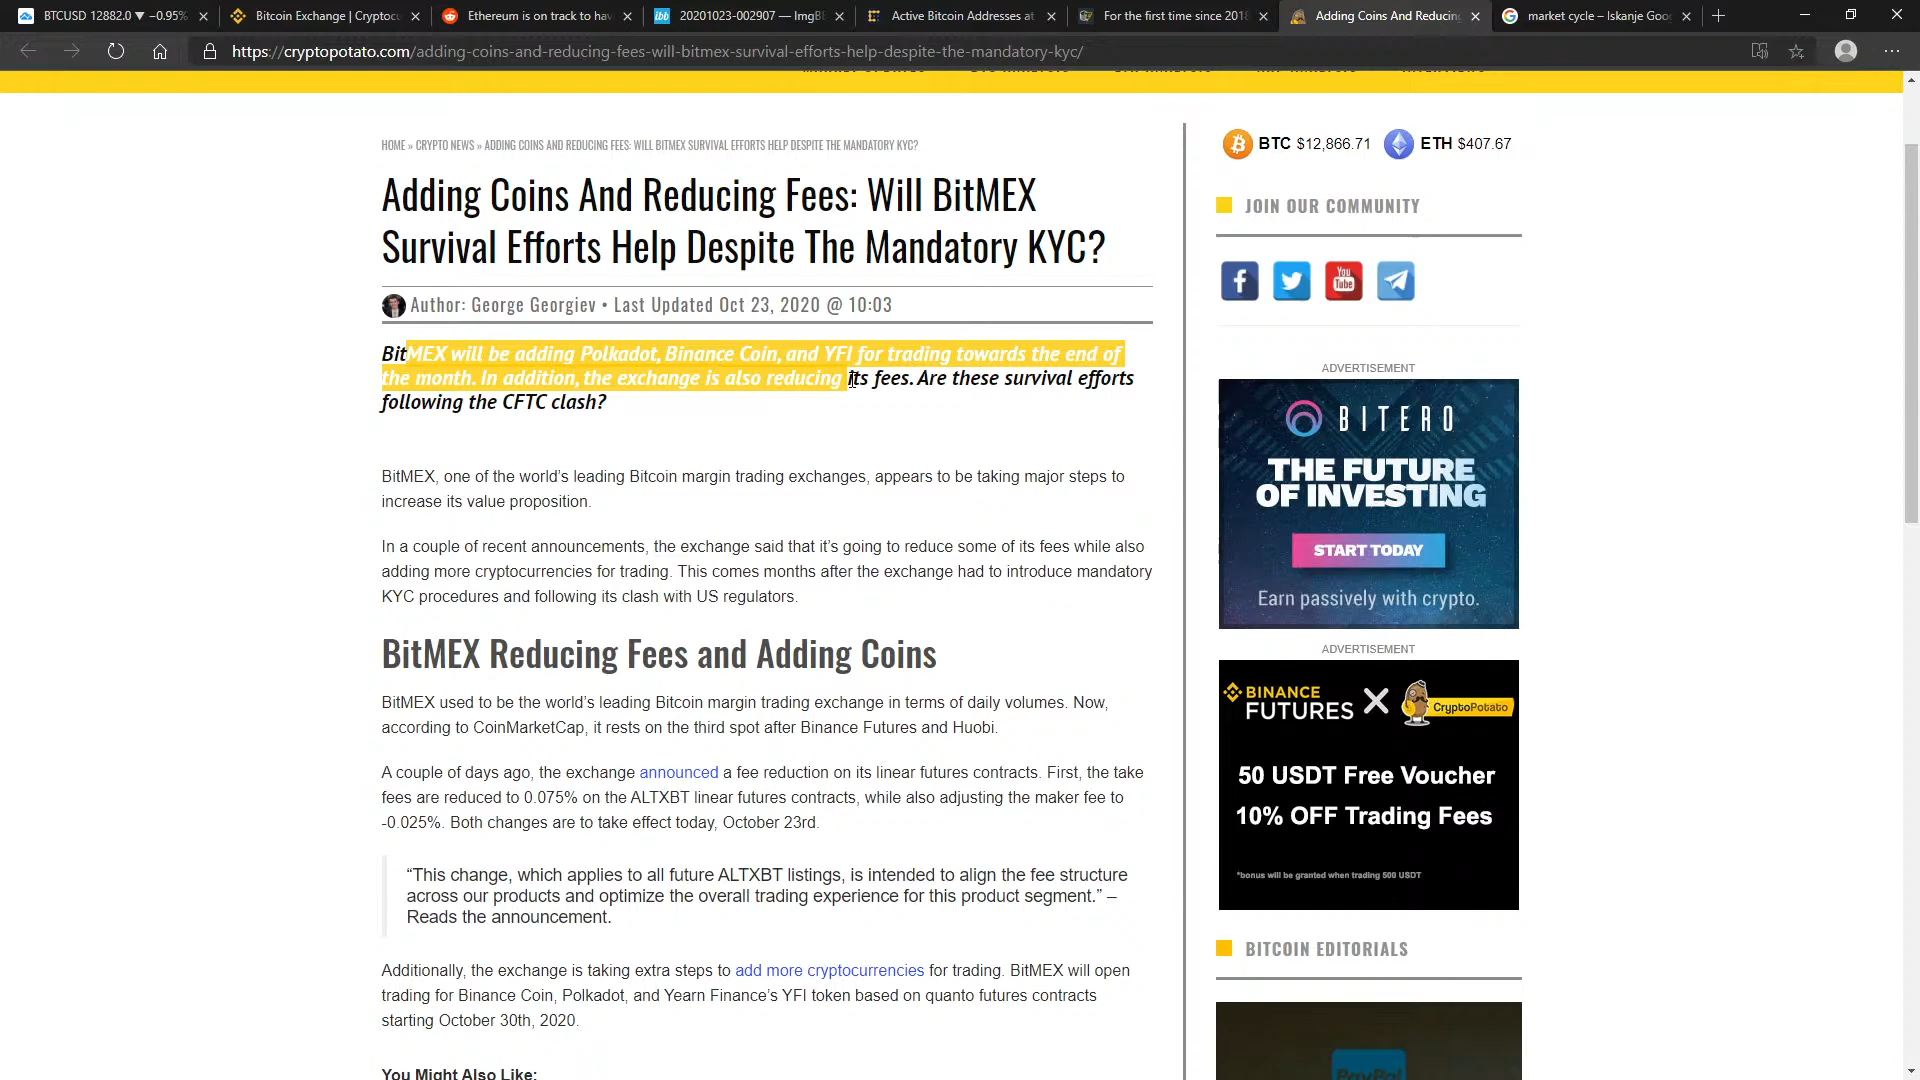 BTCUSD 12882.0 ▼ −0.95%
Bitcoin Exchange | Cryptocu
Ethereum is on track to hav
20201023-002907 — ImgB
Active Bitcoin Addresses at
For the first time since 2018
Adding Coins And Reducing
market cycle – Iskanje Goo
https://cryptopotato.com/adding-coins-and-reducing-fees-will-bitmex-survival-efforts-help-despite-the-mandatory-kyc/
HOME » CRYPTO NEWS » ADDING COINS AND REDUCING FEES: WILL BITMEX SURVIVAL EFFORTS HELP DESPITE THE MANDATORY KYC?
Adding Coins And Reducing Fees: Will BitMEX
Survival Efforts Help Despite The Mandatory KYC?
Author: George Georgiev • Last Updated Oct 23, 2020 @ 10:03
BitMEX will be adding Polkadot, Binance Coin, and YFI for trading towards the end of
the month. In addition, the exchange is also reducing its fees. Are these survival efforts
following the CFTC clash?
BitMEX, one of the world’s leading Bitcoin margin trading exchanges, appears to be taking major steps to
increase its value proposition.
In a couple of recent announcements, the exchange said that it’s going to reduce some of its fees while also
adding more cryptocurrencies for trading. This comes months after the exchange had to introduce mandatory
KYC procedures and following its clash with US regulators.
BitMEX Reducing Fees and Adding Coins
BitMEX used to be the world’s leading Bitcoin margin trading exchange in terms of daily volumes. Now,
according to CoinMarketCap, it rests on the third spot after Binance Futures and Huobi.
A couple of days ago, the exchange announced a fee reduction on its linear futures contracts. First, the take
fees are reduced to 0.075% on the ALTXBT linear futures contracts, while also adjusting the maker fee to
-0.025%. Both changes are to take effect today, October 23rd.
“This change, which applies to all future ALTXBT listings, is intended to align the fee structure
across our products and optimize the overall trading experience for this product segment.” –
Reads the announcement.
Additionally, the exchange is taking extra steps to add more cryptocurrencies for trading. BitMEX will open
trading for Binance Coin, Polkadot, and Yearn Finance’s YFI token based on quanto futures contracts
starting October 30th, 2020.
You Might Also Like:
BTC $12,866.71 ETH $407.67
JOIN OUR COMMUNITY
You
Tube
ADVERTISEMENT
BITERO
THE FUTURE
OF INVESTING
START TODAY
Earn passively with crypto.
ADVERTISEMENT
BINANCE
FUTURES
CryptoPotato
50 USDT Free Voucher
10% OFF Trading Fees
*bonus will be granted when trading 500 USDT
BITCOIN EDITORIALS
PayPal